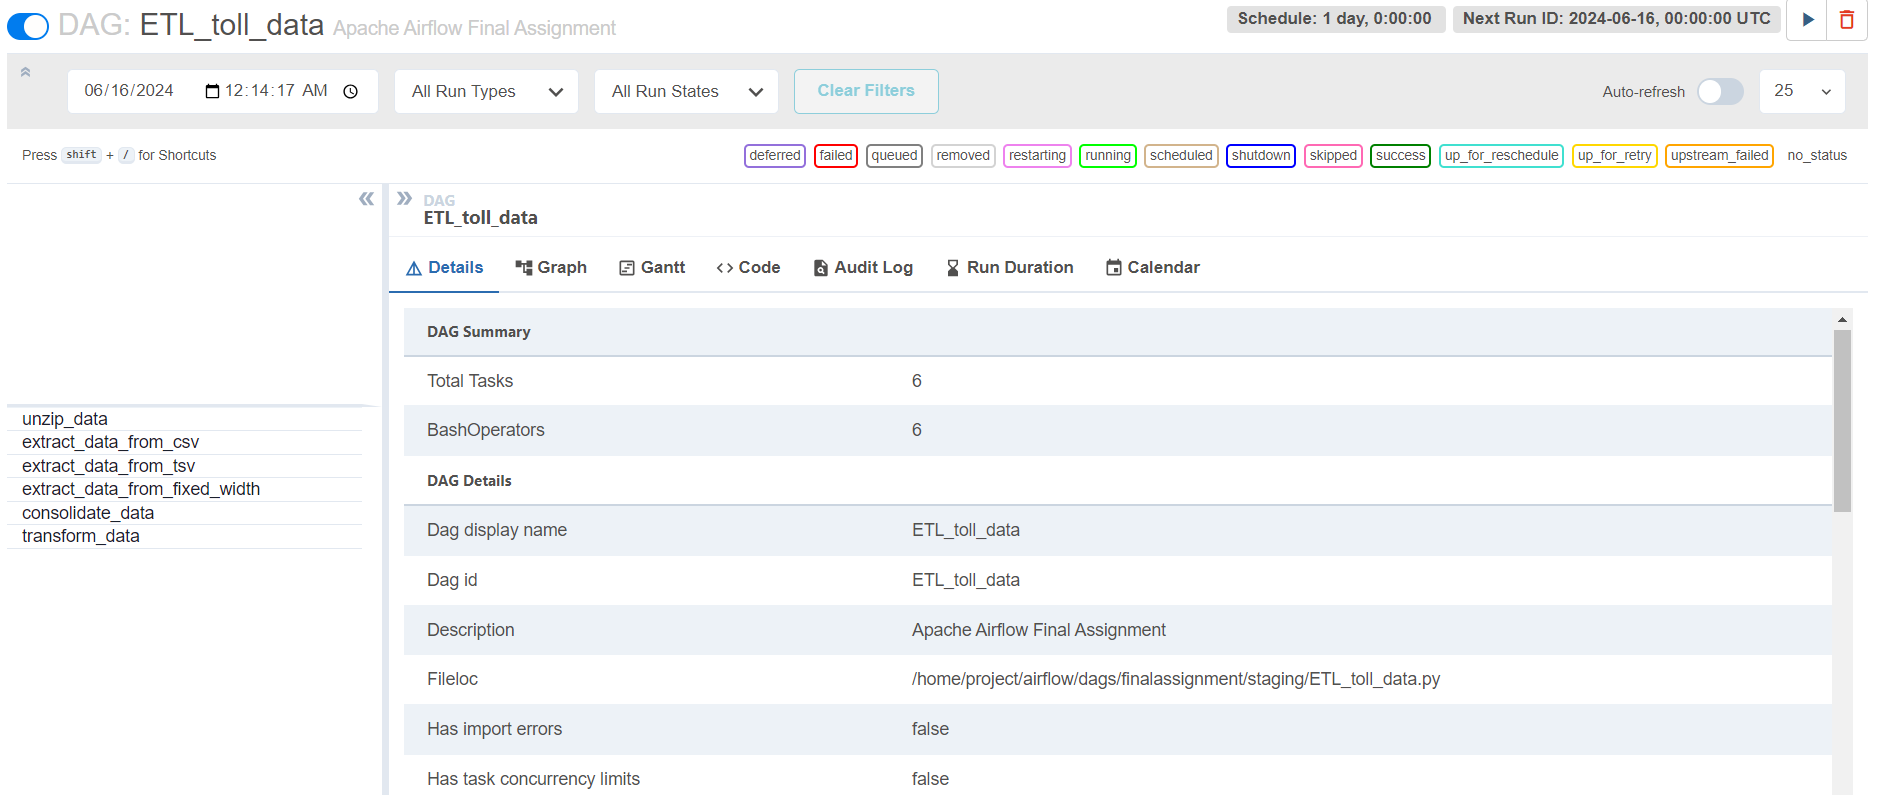 DAG: ETL_toll_data Apache Airflow Final Assignment
Schedule: 1 day, 0:00:00
Next Run ID: 2024-06-16, 00:00:00 UTC
06/16/2024 12:14:17 AM
All Run Types
All Run States
Clear Filters
Auto-refresh
25
Press shift + / for Shortcuts
deferred failed queued removed restarting running scheduled shutdown skipped success up_for_reschedule up_for_retry upstream_failed no_status
DAG
ETL_toll_data
Details Graph Gantt Code Audit Log Run Duration Calendar
unzip_data
extract_data_from_csv
extract_data_from_tsv
extract_data_from_fixed_width
consolidate_data
transform_data
DAG Summary
Total Tasks 6
BashOperators 6
DAG Details
Dag display name ETL_toll_data
Dag id ETL_toll_data
Description Apache Airflow Final Assignment
Fileloc /home/project/airflow/dags/finalassignment/staging/ETL_toll_data.py
Has import errors false
Has task concurrency limits false